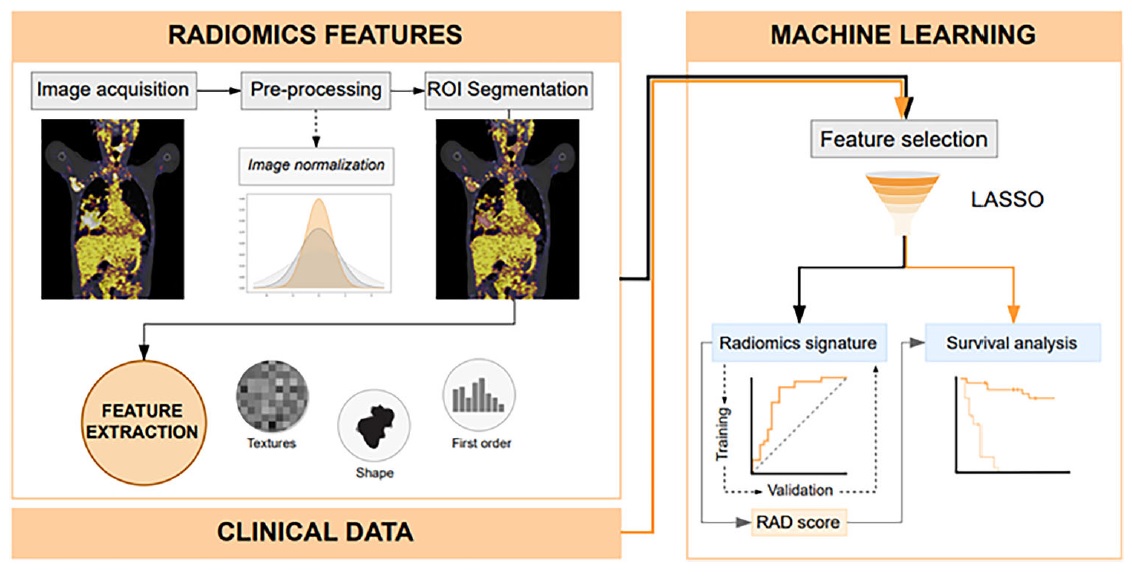 RADIOMICS FEATURES
Image acquisition
Pre-processing
ROI Segmentation
Image normalization
FEATURE
EXTRACTION
Textures
Shape
First order
CLINICAL DATA
MACHINE LEARNING
Feature selection
LASSO
Radiomics signature
Survival analysis
Training
Validation
RAD score